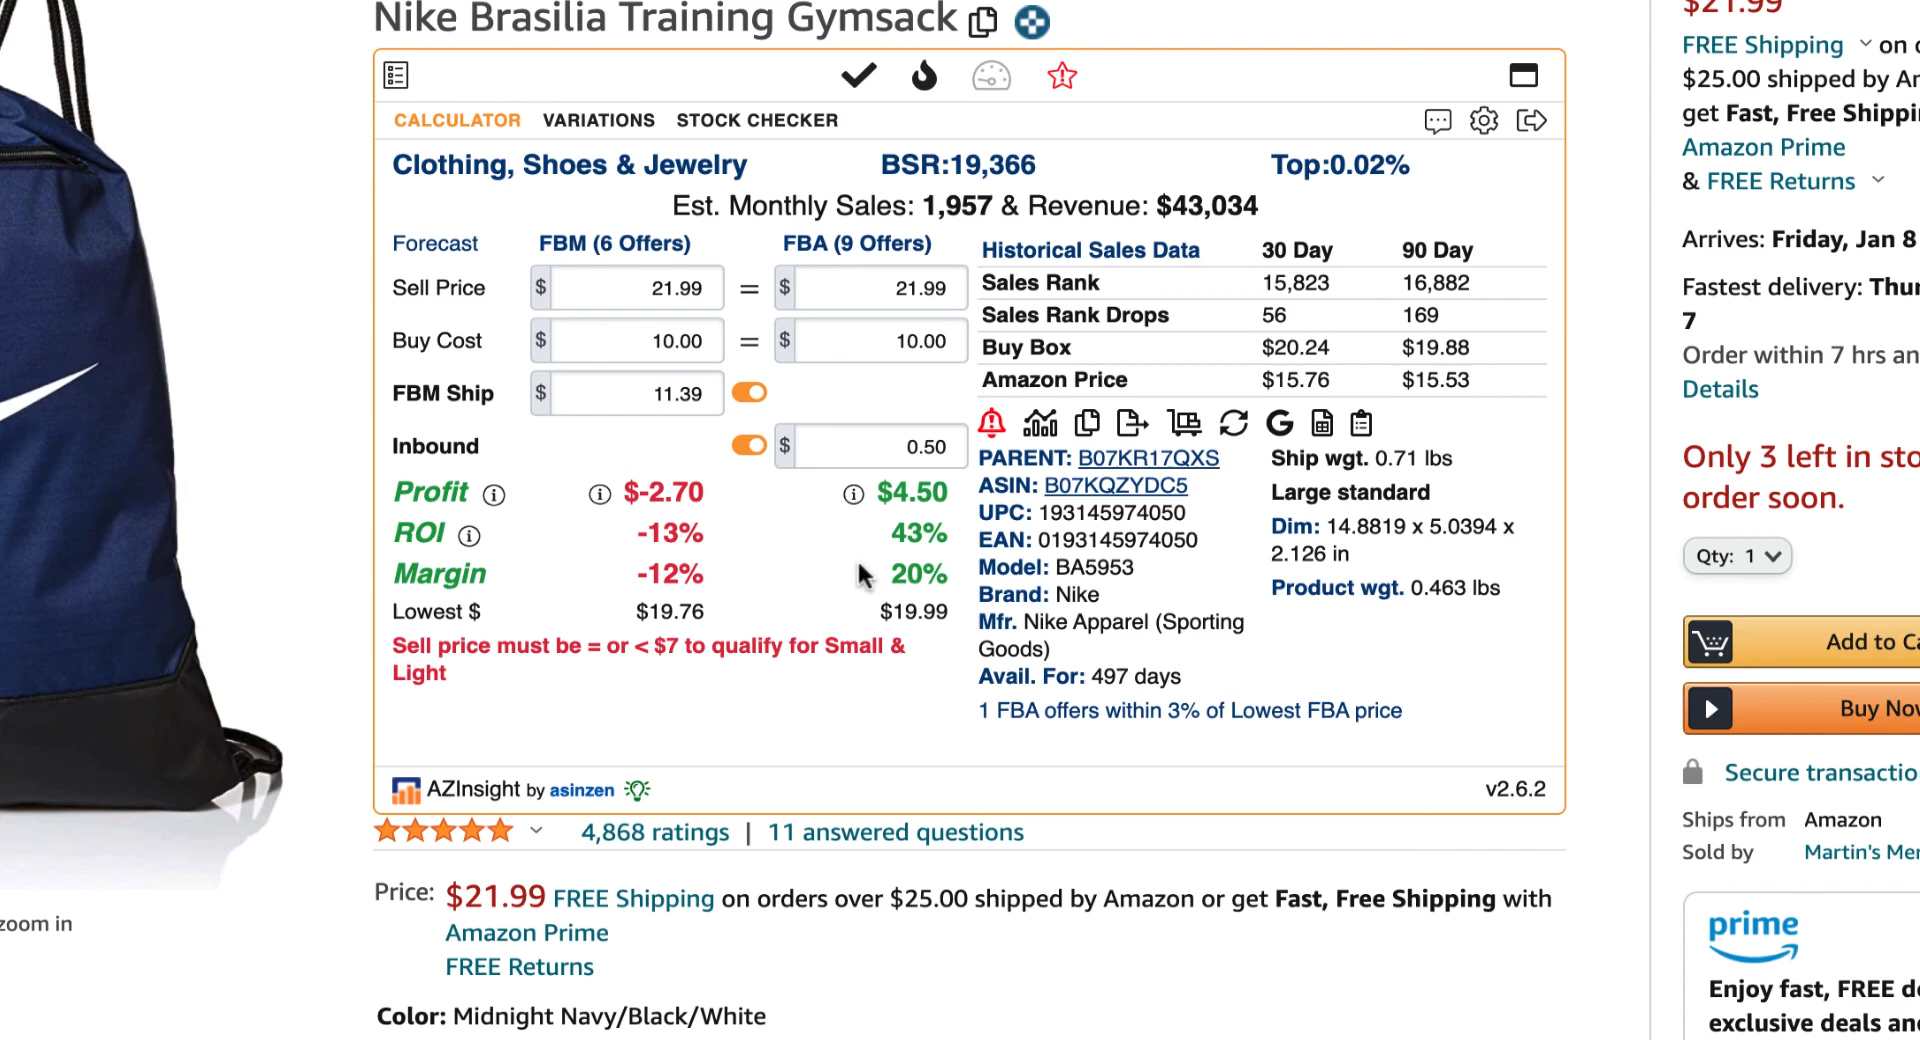 Nike Brasilia Training Gymsack
CALCULATOR VARIATIONS STOCK CHECKER
Clothing, Shoes & Jewelry BSR:19,366 Top:0.02%
Est. Monthly Sales: 1,957 & Revenue: $43,034
Forecast FBM (6 Offers) FBA (9 Offers)
Sell Price $ 21.99 = $ 21.99
Buy Cost $ 10.00 = $ 10.00
FBM Ship $ 11.39
Inbound $ 0.50
Profit $-2.70 $4.50
ROI -13% 43%
Margin -12% 20%
Lowest $ $19.76 $19.99
Sell price must be = or < $7 to qualify for Small &
Light
Historical Sales Data 30 Day 90 Day
Sales Rank 15,823 16,882
Sales Rank Drops 56 169
Buy Box $20.24 $19.88
Amazon Price $15.76 $15.53
PARENT: B07KR17QXS
ASIN: B07KQZYDC5
UPC: 193145974050
EAN: 0193145974050
Model: BA5953
Brand: Nike
Mfr. Nike Apparel (Sporting
Goods)
Avail. For: 497 days
1 FBA offers within 3% of Lowest FBA price
Ship wgt. 0.71 lbs
Large standard
Dim: 14.8819 x 5.0394 x
2.126 in
Product wgt. 0.463 lbs
AZInsight by asinzen v2.6.2
4,868 ratings | 11 answered questions
Price: $21.99 FREE Shipping on orders over $25.00 shipped by Amazon or get Fast, Free Shipping with
Amazon Prime
FREE Returns
Color: Midnight Navy/Black/White
zoom in
$21.99
FREE Shipping on
$25.00 shipped by
get Fast, Free
Amazon Prime
& FREE Returns
Arrives: Friday, Jan 8
Fastest delivery:
7
Order within 7 hrs
Details
Only 3 left in
order soon.
Qty: 1
Add to
Buy
Secure
Ships from Amazon
Sold by Martin's
prime
Enjoy fast, FREE
exclusive deals